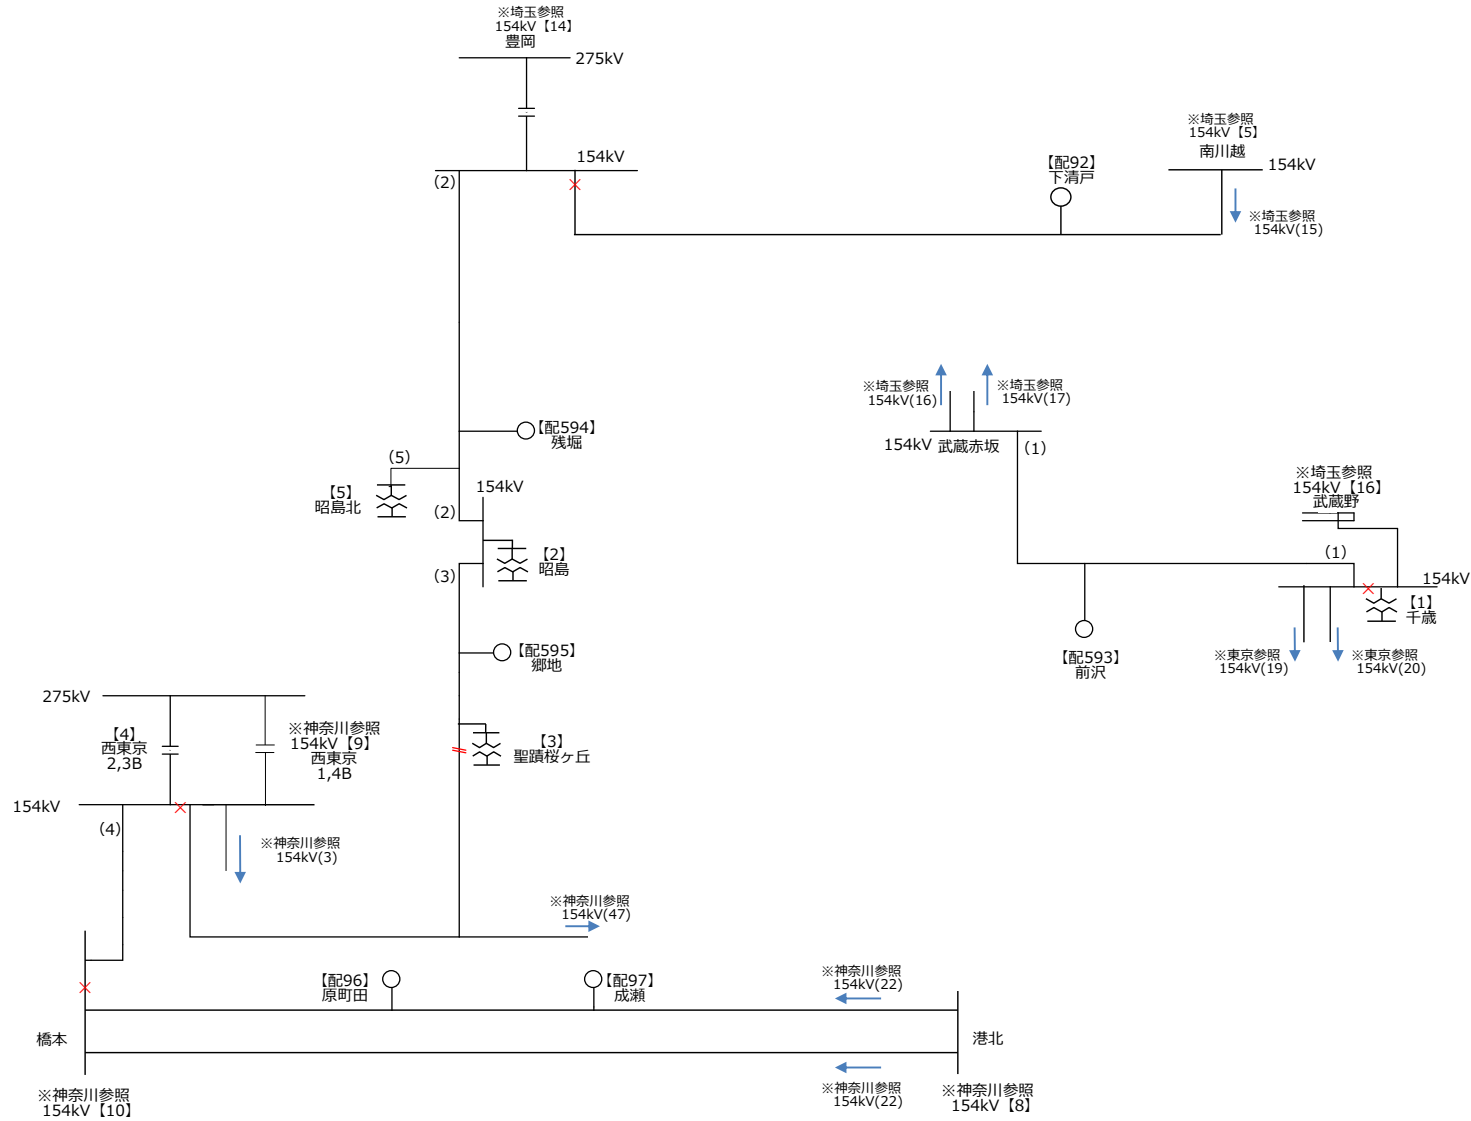 ※埼玉参照
154kV【14】
豊岡
275kV
154kV
(2)
※埼玉参照
154kV【5】
南川越
154kV
【配92】
下清戸
※埼玉参照
154kV(15)
※埼玉参照
154kV(16)
※埼玉参照
154kV(17)
154kV 武蔵赤坂
(1)
【配594】
残堀
(5)
【5】
昭島北
154kV
(2)
【2】
昭島
(3)
※埼玉参照
154kV【16】
武蔵野
(1)
154kV
【1】
千歳
※東京参照
154kV(19)
※東京参照
154kV(20)
【配593】
前沢
【配595】
郷地
275kV
【4】
西東京
2,3B
※神奈川参照
154kV【9】
西東京
1,4B
【3】
聖蹟桜ヶ丘
154kV
(4)
※神奈川参照
154kV(3)
※神奈川参照
154kV(47)
【配96】
原町田
【配97】
成瀬
※神奈川参照
154kV(22)
橋本
港北
※神奈川参照
154kV【10】
※神奈川参照
154kV(22)
※神奈川参照
154kV【8】